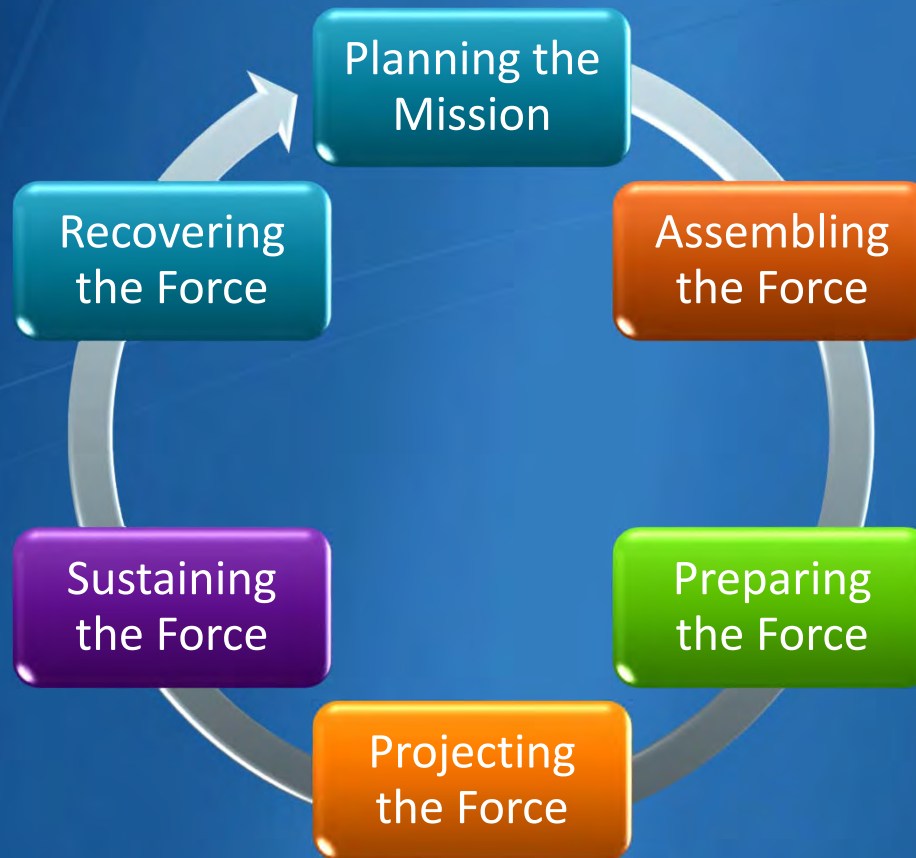 Planning the
Mission
Assembling
the Force
Preparing
the Force
Projecting
the Force
Sustaining
the Force
Recovering
the Force